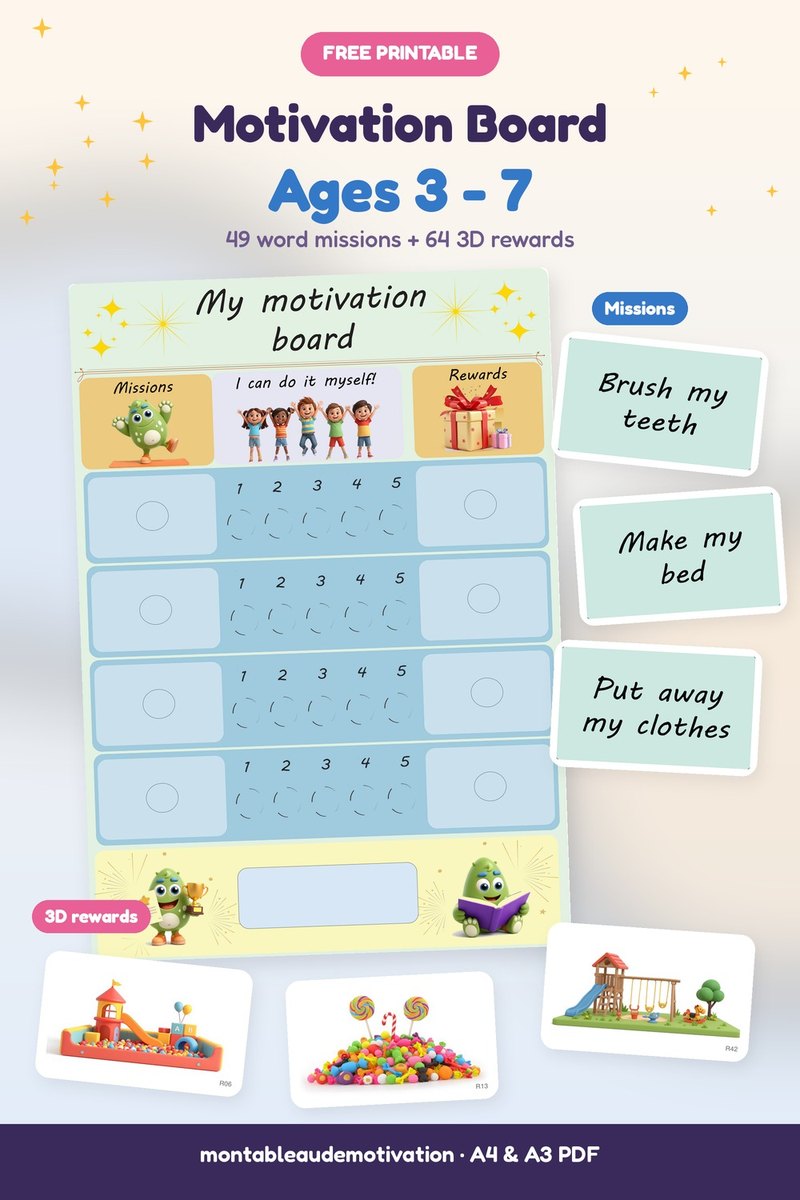 FREE PRINTABLE
Motivation Board
Ages 3 - 7
49 word missions + 64 3D rewards
My motivation
board
Missions
I can do it myself!
Rewards
1 2 3 4 5
1 2 3 4 5
1 2 3 4 5
1 2 3 4 5
Missions
Brush my
teeth
Make my
bed
Put away
my clothes
3D rewards
A
R06
R13
R42
montableaudemotivation · A4 & A3 PDF